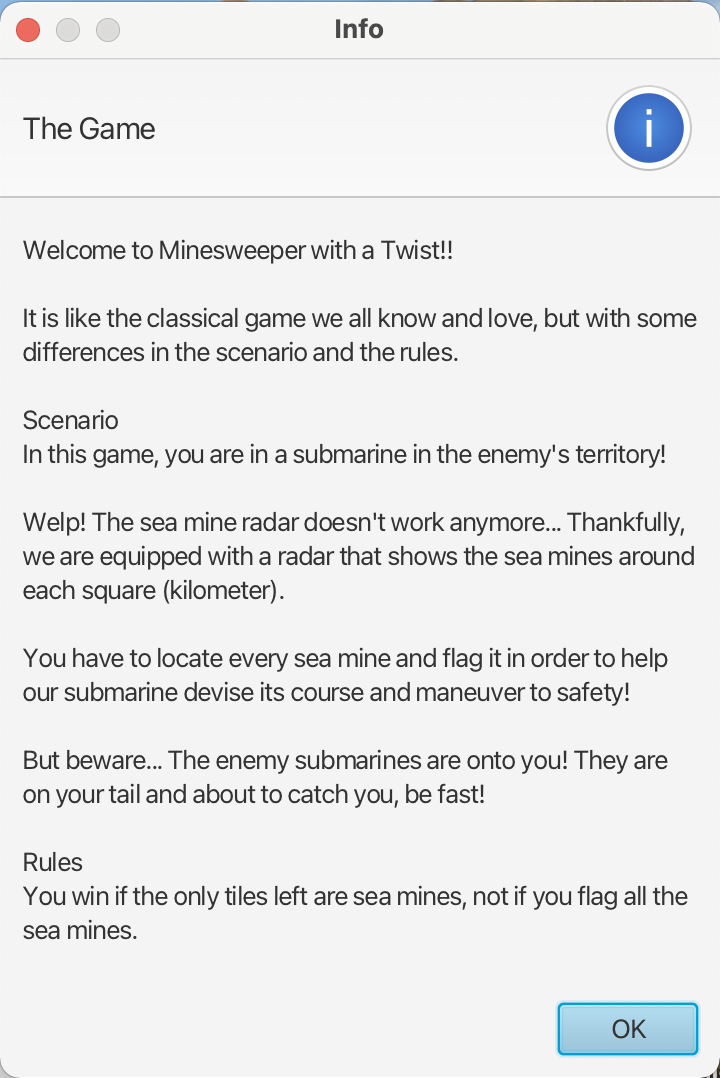 Info
The Game
i
Welcome to Minesweeper with a Twist!!
It is like the classical game we all know and love, but with some
differences in the scenario and the rules.
Scenario
In this game, you are in a submarine in the enemy's territory!
Welp! The sea mine radar doesn't work anymore... Thankfully,
we are equipped with a radar that shows the sea mines around
each square (kilometer).
You have to locate every sea mine and flag it in order to help
our submarine devise its course and maneuver to safety!
But beware... The enemy submarines are onto you! They are
on your tail and about to catch you, be fast!
Rules
You win if the only tiles left are sea mines, not if you flag all the
sea mines.
OK